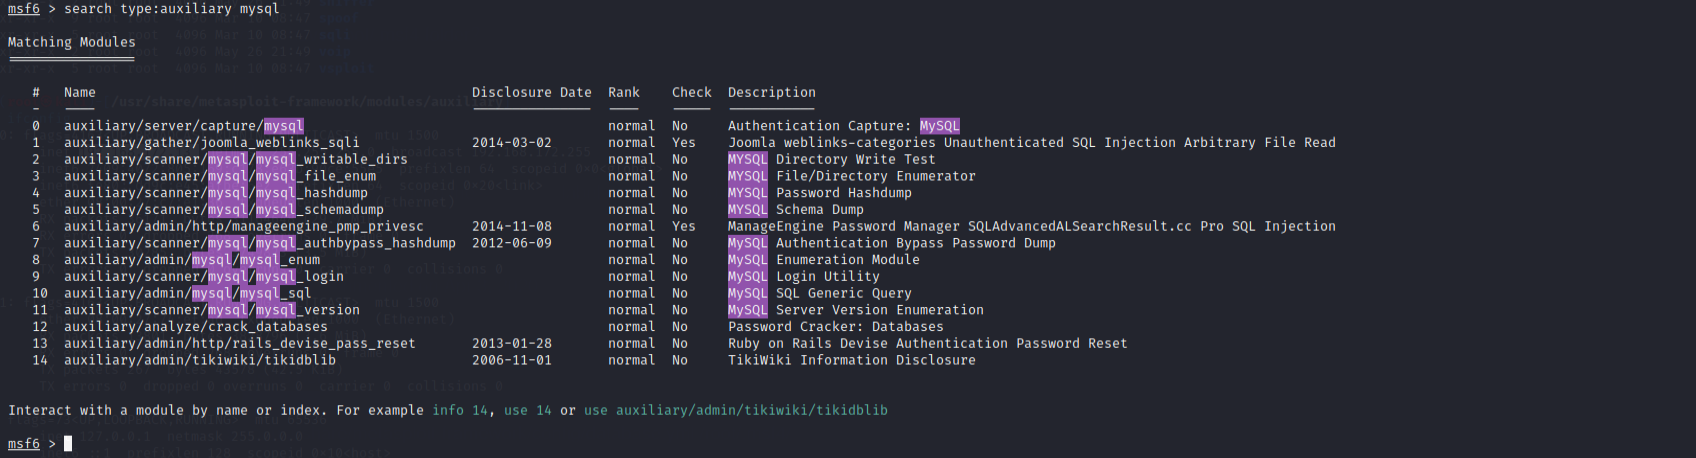 msf6 > search type:auxiliary mysql
Matching Modules
================
# Name Disclosure Date Rank Check Description
- ---- --------------- ---- ----- -----------
0 auxiliary/server/capture/mysql normal No Authentication Capture: MySQL
1 auxiliary/gather/joomla_weblinks_sqli 2014-03-02 normal Yes Joomla weblinks-categories Unauthenticated SQL Injection Arbitrary File Read
2 auxiliary/scanner/mysql/mysql_writable_dirs normal No MYSQL Directory Write Test
3 auxiliary/scanner/mysql/mysql_file_enum normal No MYSQL File/Directory Enumerator
4 auxiliary/scanner/mysql/mysql_hashdump normal No MYSQL Password Hashdump
5 auxiliary/scanner/mysql/mysql_schemadump normal No MYSQL Schema Dump
6 auxiliary/admin/http/manageengine_pmp_privesc 2014-11-08 normal Yes ManageEngine Password Manager SQLAdvancedALSearchResult.cc Pro SQL Injection
7 auxiliary/scanner/mysql/mysql_authbypass_hashdump 2012-06-09 normal No MySQL Authentication Bypass Password Dump
8 auxiliary/admin/mysql/mysql_enum normal No MySQL Enumeration Module
9 auxiliary/scanner/mysql/mysql_login normal No MySQL Login Utility
10 auxiliary/admin/mysql/mysql_sql normal No MySQL SQL Generic Query
11 auxiliary/scanner/mysql/mysql_version normal No MySQL Server Version Enumeration
12 auxiliary/analyze/crack_databases normal No Password Cracker: Databases
13 auxiliary/admin/http/rails_devise_pass_reset 2013-01-28 normal No Ruby on Rails Devise Authentication Password Reset
14 auxiliary/admin/tikiwiki/tikidblib 2006-11-01 normal No TikiWiki Information Disclosure
Interact with a module by name or index. For example info 14, use 14 or use auxiliary/admin/tikiwiki/tikidblib
msf6 >